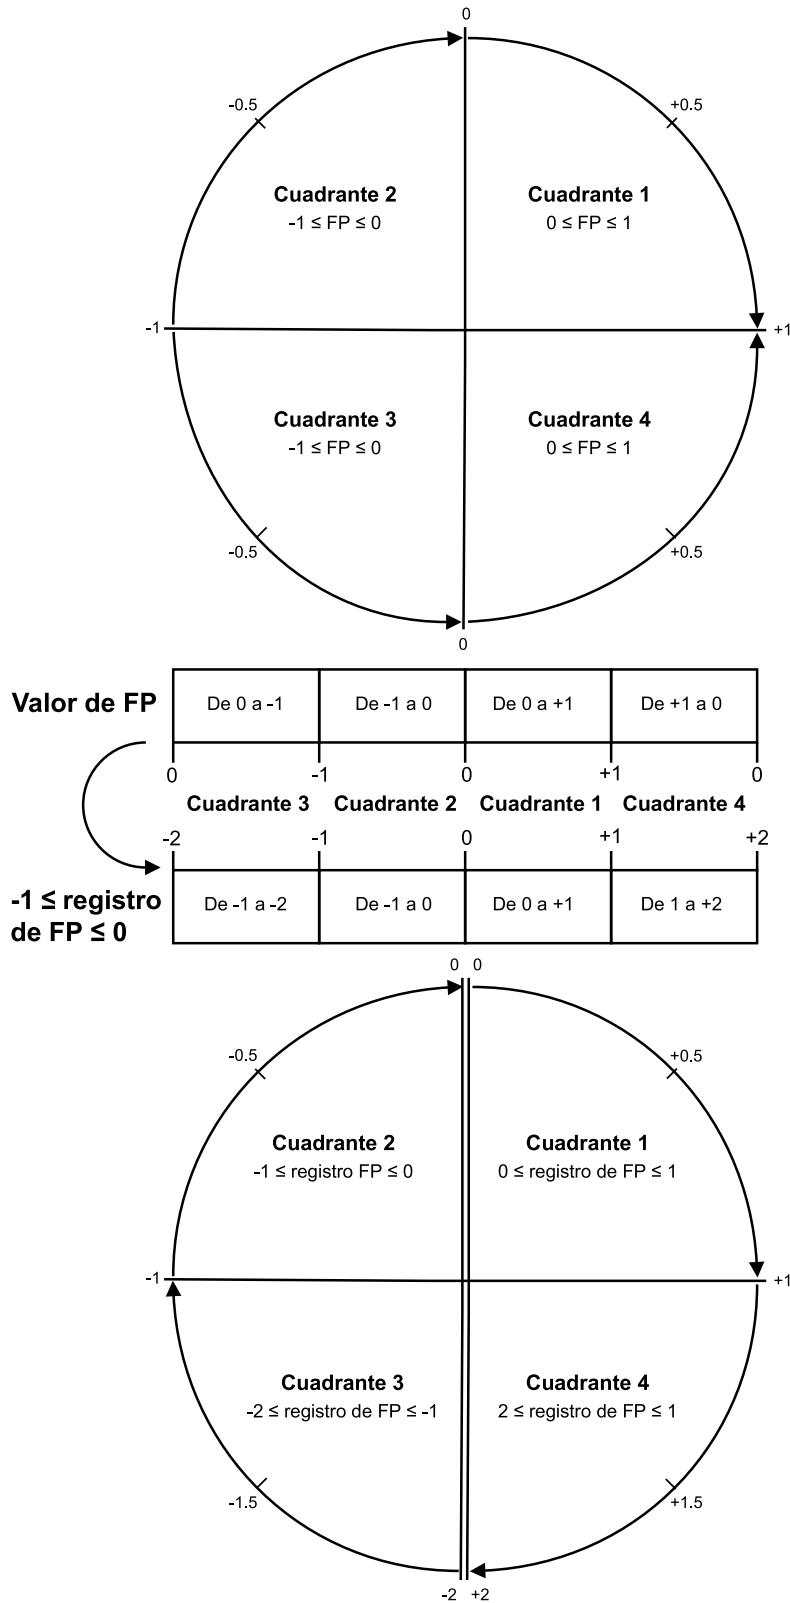 0
-0.5
+0.5
Cuadrante 2
-1 ≤ FP ≤ 0
Cuadrante 1
0 ≤ FP ≤ 1
-1
+1
Cuadrante 3
-1 ≤ FP ≤ 0
Cuadrante 4
0 ≤ FP ≤ 1
-0.5
+0.5
0
Valor de FP
De 0 a -1
De -1 a 0
De 0 a +1
De +1 a 0
0 -1 0 +1 0
Cuadrante 3 Cuadrante 2 Cuadrante 1 Cuadrante 4
-2 -1 0 +1 +2
-1 ≤ registro
de FP ≤ 0
De -1 a -2
De -1 a 0
De 0 a +1
De 1 a +2
0 0
-0.5
+0.5
Cuadrante 2
-1 ≤ registro FP ≤ 0
Cuadrante 1
0 ≤ registro de FP ≤ 1
-1
+1
Cuadrante 3
-2 ≤ registro de FP ≤ -1
Cuadrante 4
2 ≤ registro de FP ≤ 1
-1.5
+1.5
-2 +2